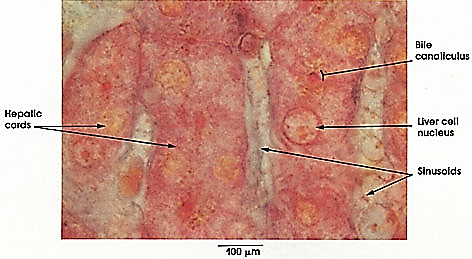 Bile
canaliculus
Hepatic
cords
Liver cell
nucleus
Sinusoids
100 µm